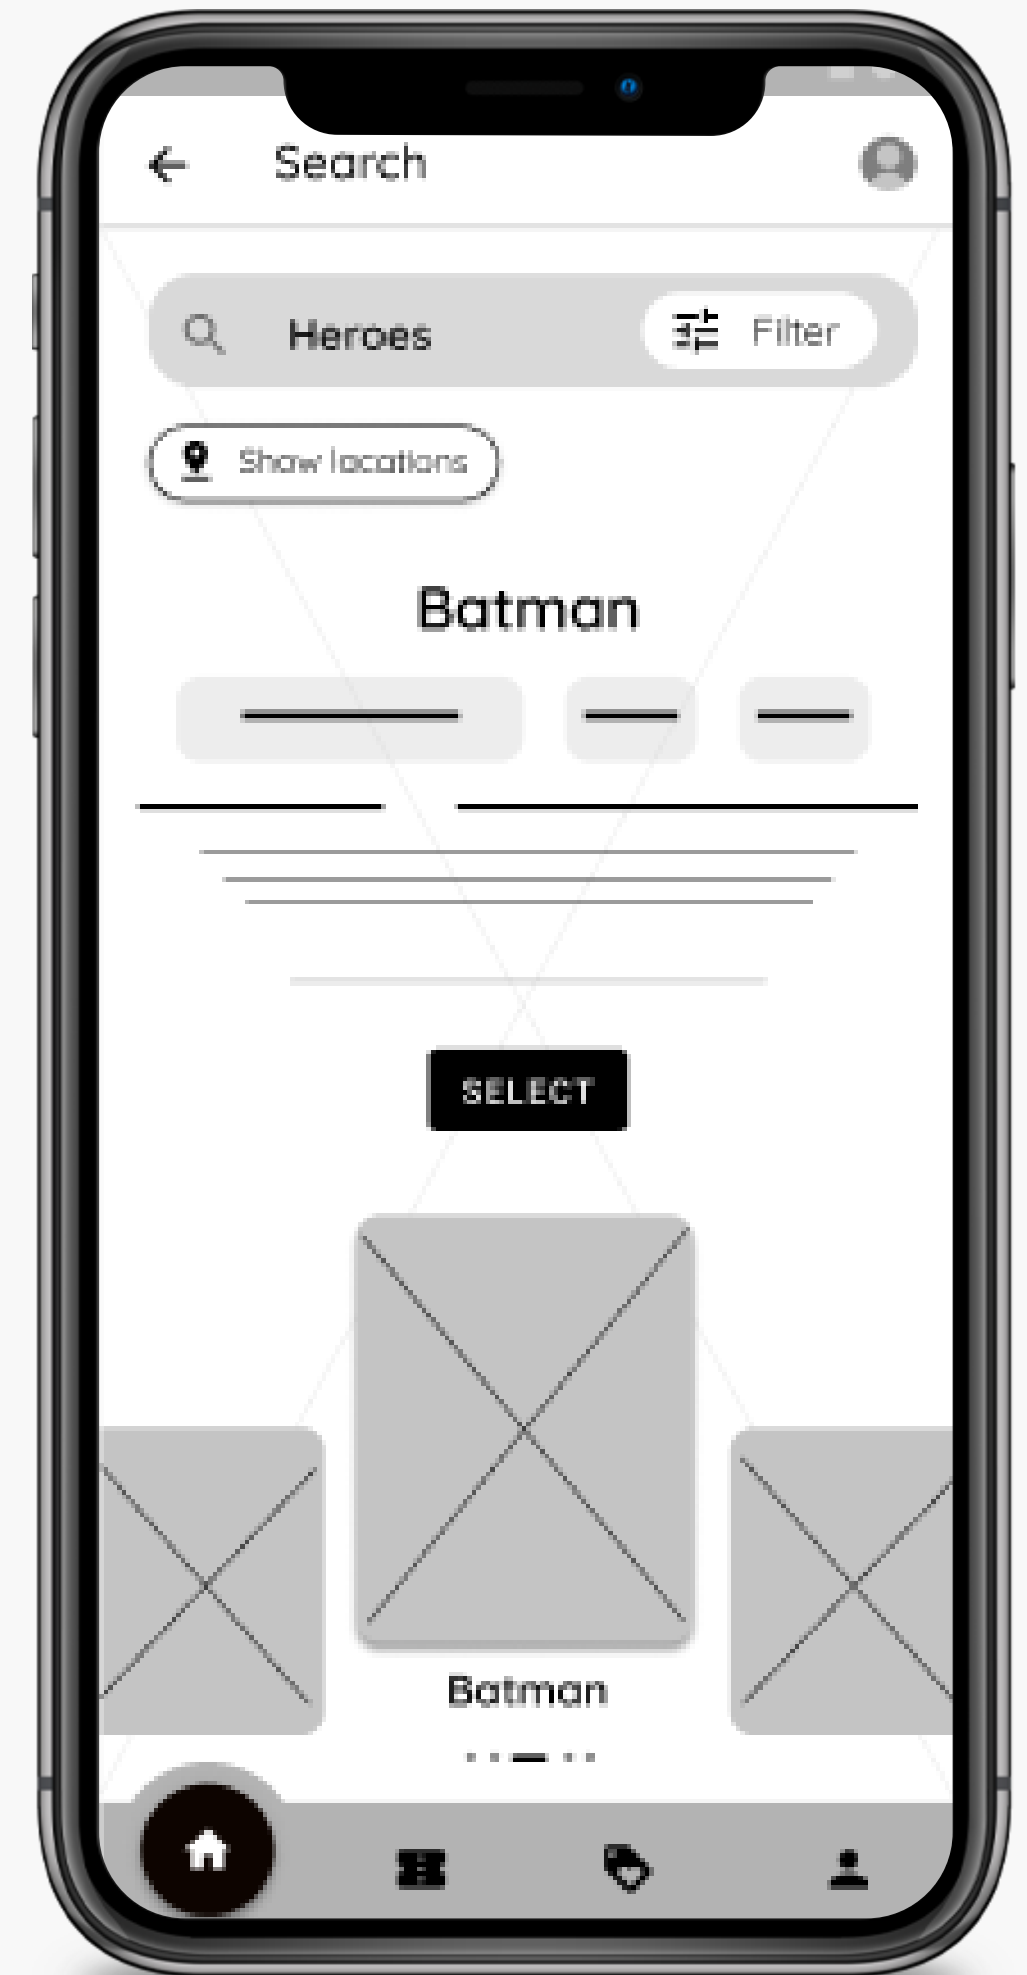 Search
Heroes
Filter
Show locations
Batman
SELECT
Batman